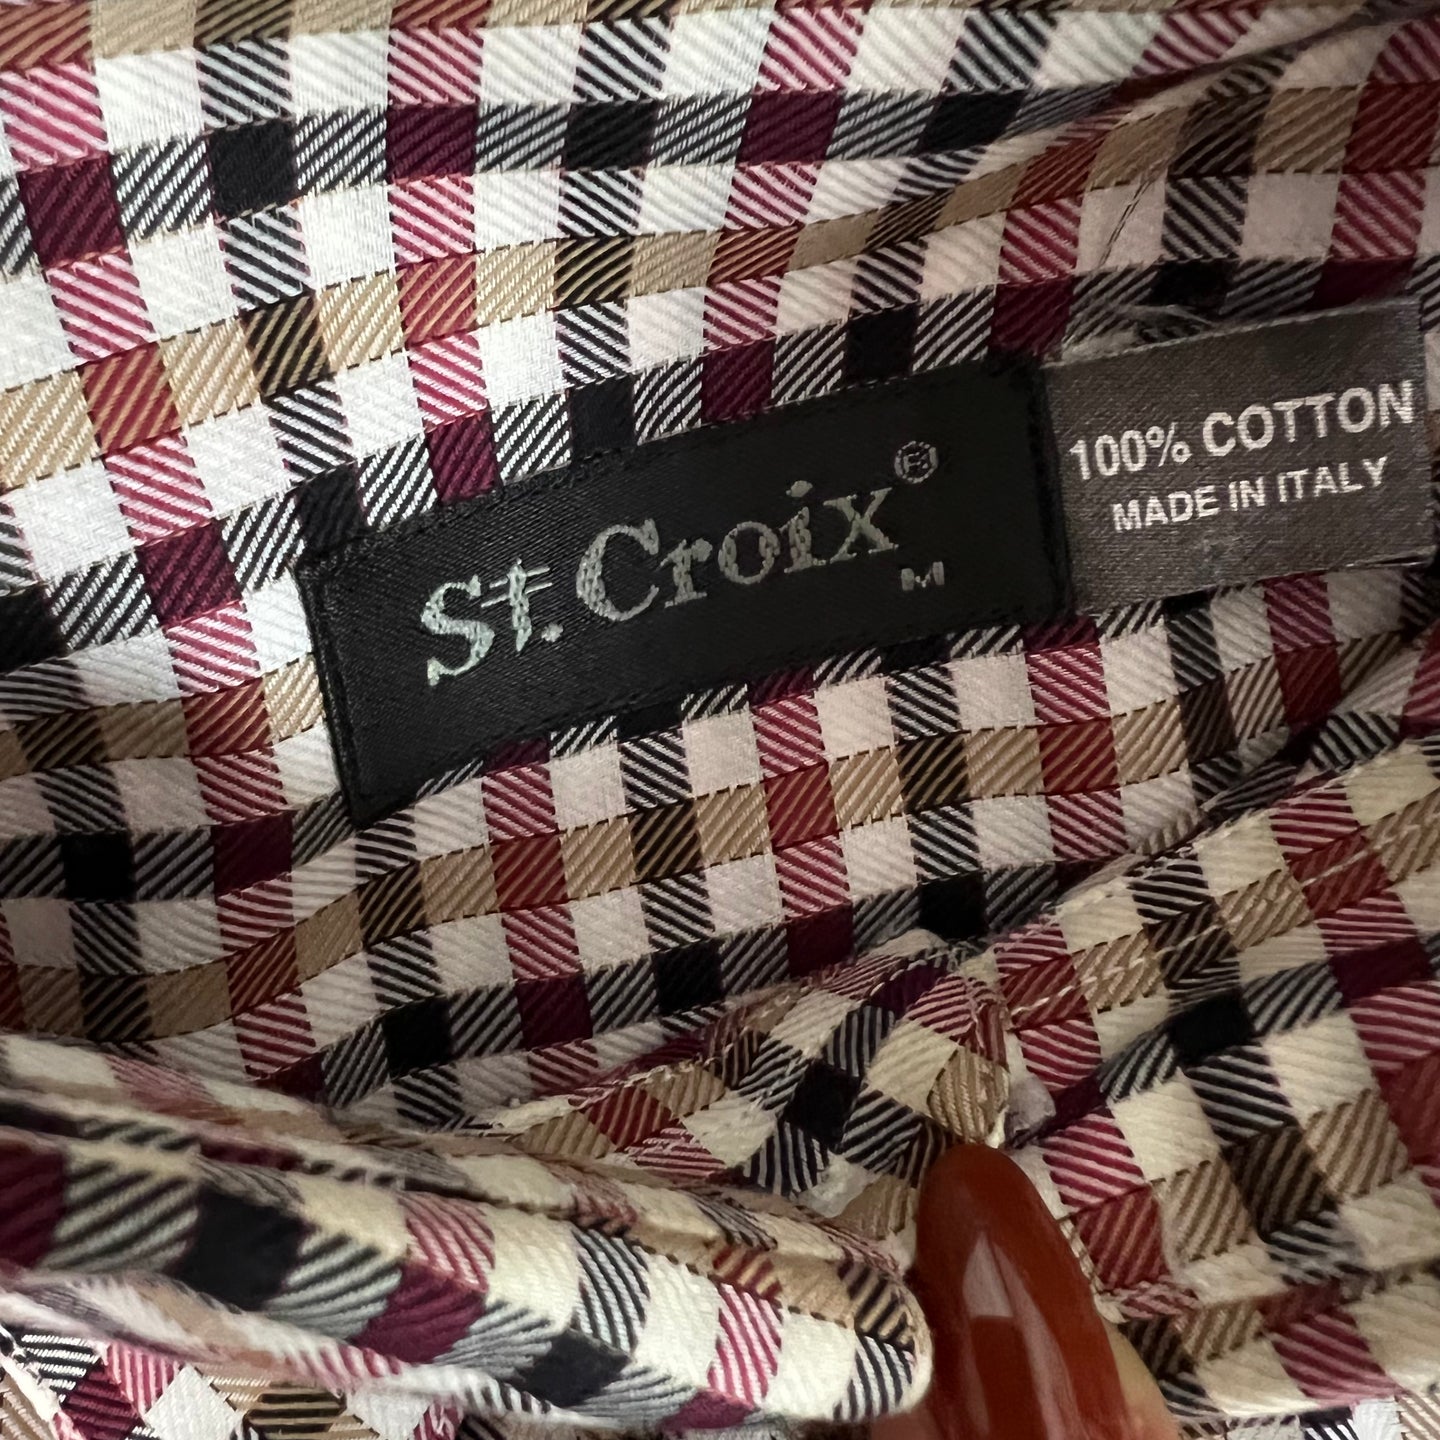 St. Croix®
M
100% COTTON
MADE IN ITALY